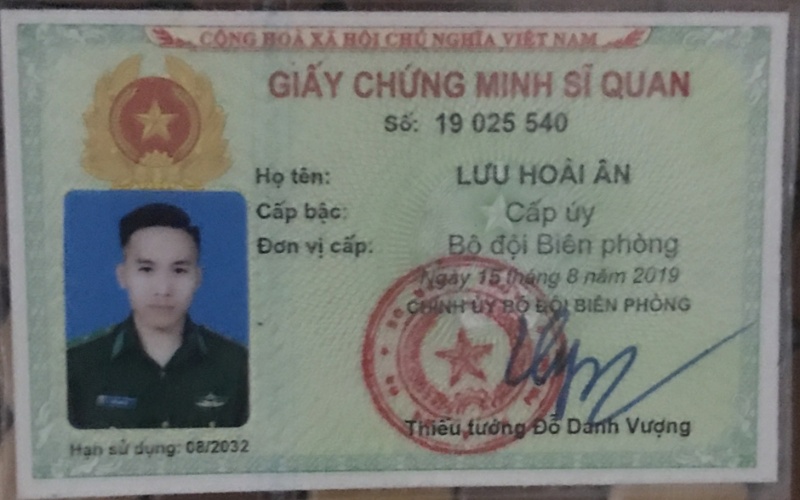 CỘNG HOÀ XÃ HỘI CHỦ NGHĨA VIỆT NAM
GIẤY CHỨNG MINH SĨ QUAN
Số: 19 025 540
Họ tên: LƯU HOÀI ÂN
Cấp bậc: Cấp úy
Đơn vị cấp: Bộ đội Biên phòng
Ngày 15 tháng 8 năm 2019
CHÍNH ỦY BỘ ĐỘI BIÊN PHÒNG
Thiếu tướng Đỗ Danh Vượng
Hạn sử dụng: 08/2032